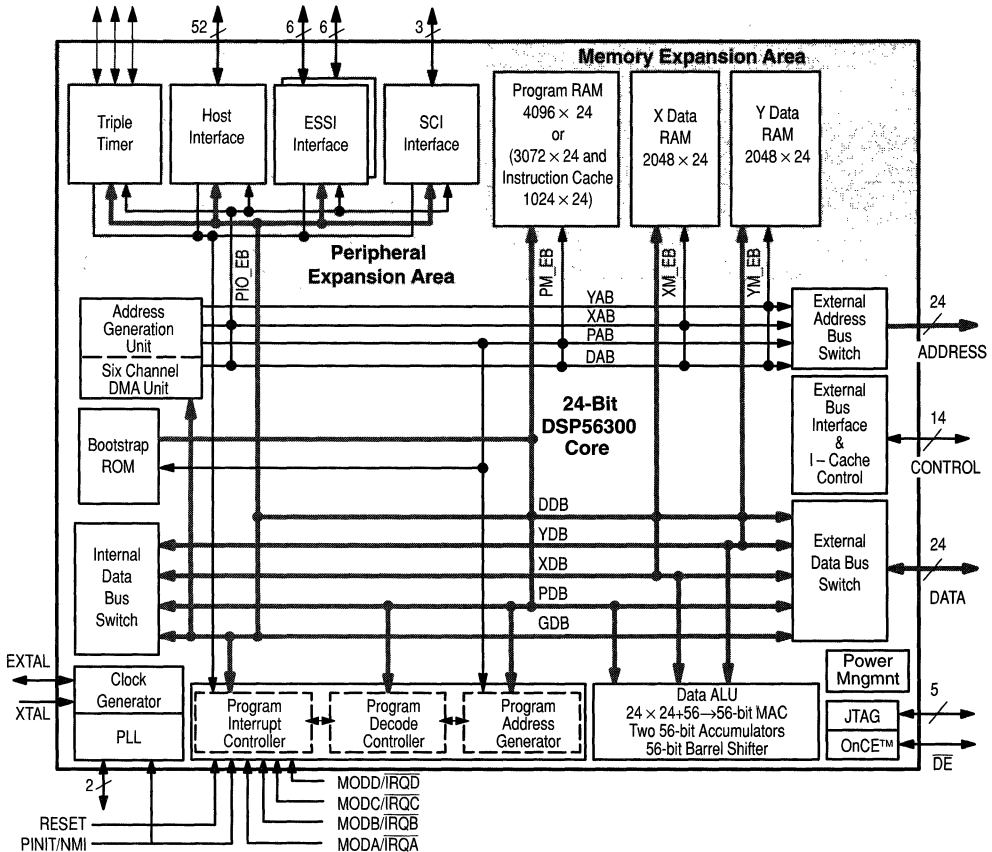 52
6
6
3
Memory Expansion Area
Triple
Timer
Host
Interface
ESSI
Interface
SCI
Interface
Program RAM
4096 × 24
or
(3072 × 24 and
Instruction Cache
1024 × 24)
X Data
RAM
2048 × 24
Y Data
RAM
2048 × 24
Peripheral
Expansion Area
PIO_EB
PM_EB
XM_EB
YM_EB
Address
Generation
Unit
Six Channel
DMA Unit
YAB
XAB
PAB
DAB
External
Address
Bus
Switch
24
ADDRESS
24-Bit
DSP56300
Core
Bootstrap
ROM
External
Bus
Interface
&
I – Cache
Control
14
CONTROL
Internal
Data
Bus
Switch
DDB
YDB
XDB
PDB
GDB
External
Data Bus
Switch
24
DATA
EXTAL
XTAL
Clock
Generator
PLL
2
Program
Interrupt
Controller
Program
Decode
Controller
Program
Address
Generator
Data ALU
24 × 24+56→56-bit MAC
Two 56-bit Accumulators
56-bit Barrel Shifter
Power
Mngmnt
JTAG
OnCE™
5
DE
RESET
PINIT/NMI
MODD/IRQD
MODC/IRQC
MODB/IRQB
MODA/IRQA